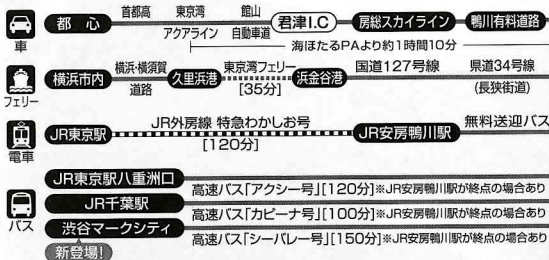 車
都心
首都高
東京湾アクアライン
館山自動車道
君津I.C
房総スカイライン
鴨川有料道路
海ほたるPAより約1時間10分
フェリー
横浜市内
横浜・横須賀道路
久里浜港
東京湾フェリー
[35分]
浜金谷港
国道127号線
県道34号線
(長狭街道)
電車
JR東京駅
JR外房線 特急わかしお号
[120分]
JR安房鴨川駅
無料送迎バス
バス
JR東京駅八重洲口
高速バス「アクシー号」[120分]※JR安房鴨川駅が終点の場合あり
JR千葉駅
高速バス「カピーナ号」[100分]※JR安房鴨川駅が終点の場合あり
渋谷マークシティ
高速バス「シーバレー号」[150分]※JR安房鴨川駅が終点の場合あり
新登場!